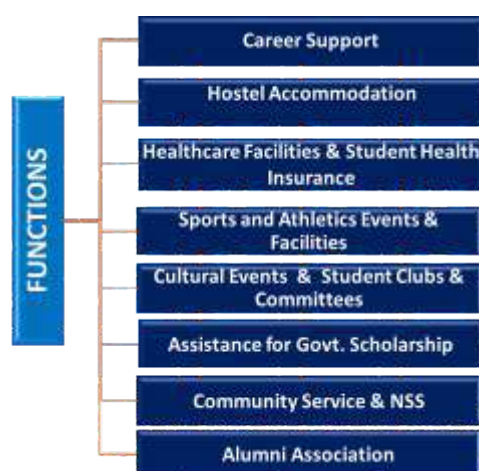 FUNCTIONS
Career Support
Hostel Accommodation
Healthcare Facilities & Student Health
Insurance
Sports and Athletics Events &
Facilities
Cultural Events & Student Clubs &
Committees
Assistance for Govt. Scholarship
Community Service & NSS
Alumni Association